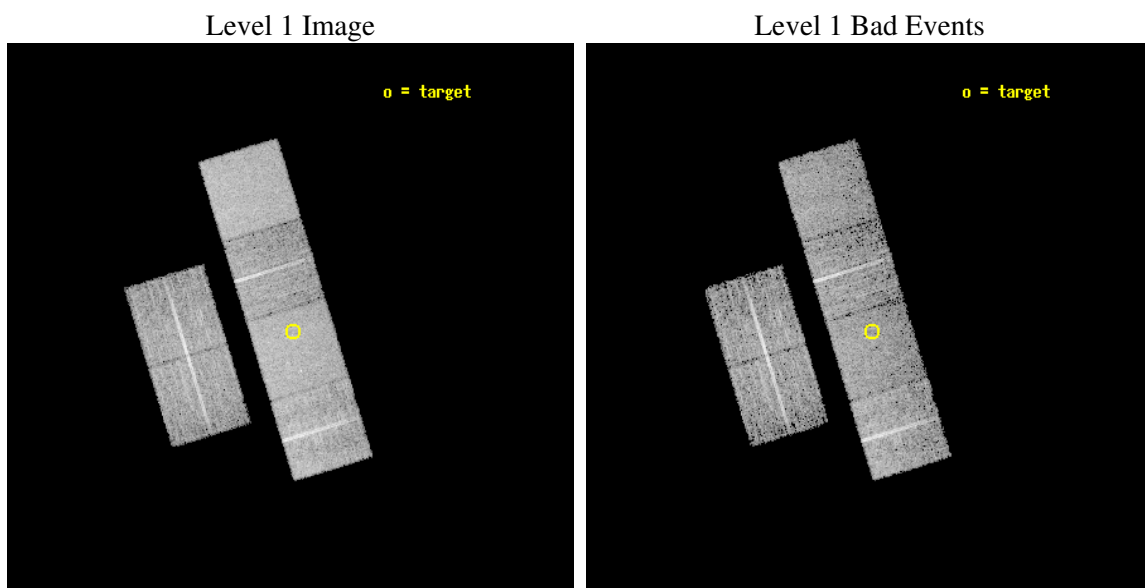 Level 1 Image
Level 1 Bad Events
o = target
o = target